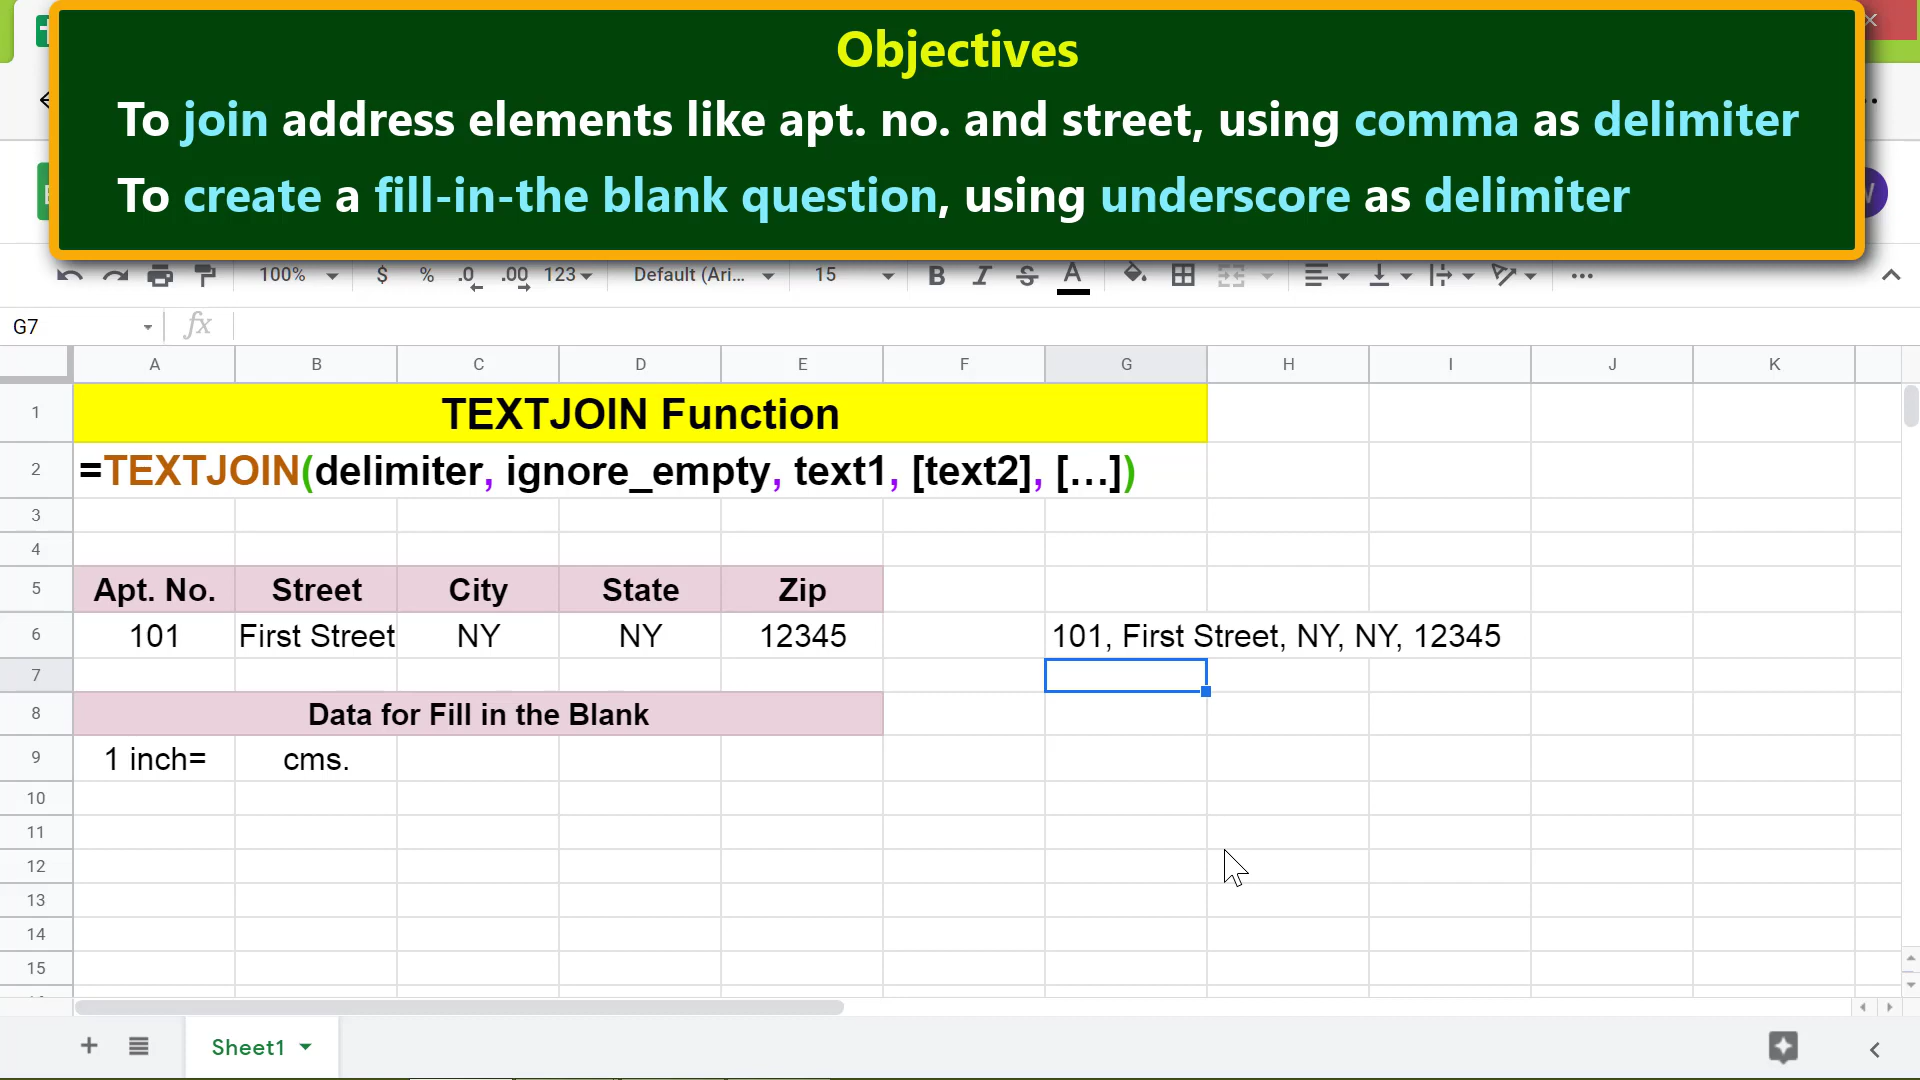 Objectives
To join address elements like apt. no. and street, using comma as delimiter
To create a fill-in-the blank question, using underscore as delimiter
100% $ % .0 .00 123 Default (Ari... 15 B I S A
G7 fx
A B C D E F G H I J K
1 TEXTJOIN Function
2 =TEXTJOIN(delimiter, ignore_empty, text1, [text2], [...])
3
4
5 Apt. No. Street City State Zip
6 101 First Street NY NY 12345 101, First Street, NY, NY, 12345
7
8 Data for Fill in the Blank
9 1 inch= cms.
10
11
12
13
14
15
Sheet1